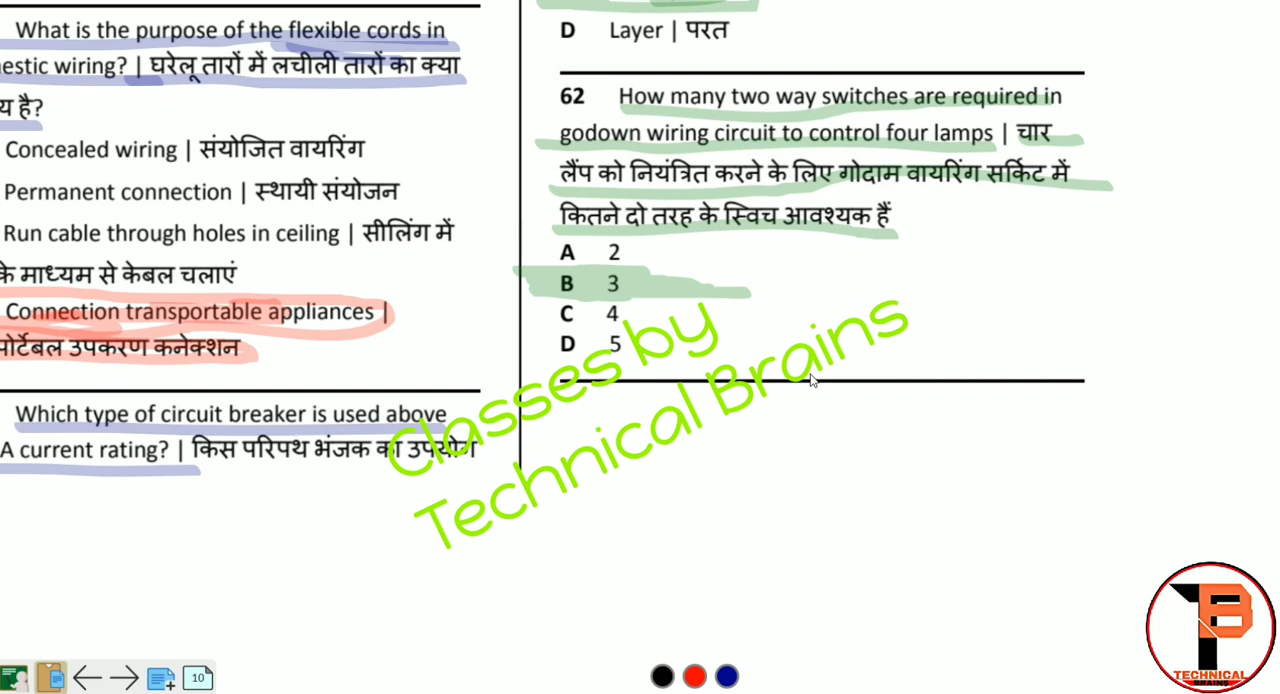 What is the purpose of the flexible cords in
estic wiring? | घरेलू तारों में लचीली तारों का क्या
य है?
Concealed wiring | संयोजित वायरिंग
Permanent connection | स्थायी संयोजन
Run cable through holes in ceiling | सीलिंग में
के माध्यम से केबल चलाएं
Connection transportable appliances |
पोर्टेबल उपकरण कनेक्शन
Which type of circuit breaker is used above
A current rating? | किस परिपथ भंजक का उपयोग
D Layer | परत
62 How many two way switches are required in
godown wiring circuit to control four lamps | चार
लैंप को नियंत्रित करने के लिए गोदाम वायरिंग सर्किट में
कितने दो तरह के स्विच आवश्यक हैं
A 2
B 3
C 4
D 5
Classes by
Technical Brains
10
TB
TECHNICAL
BRAINS